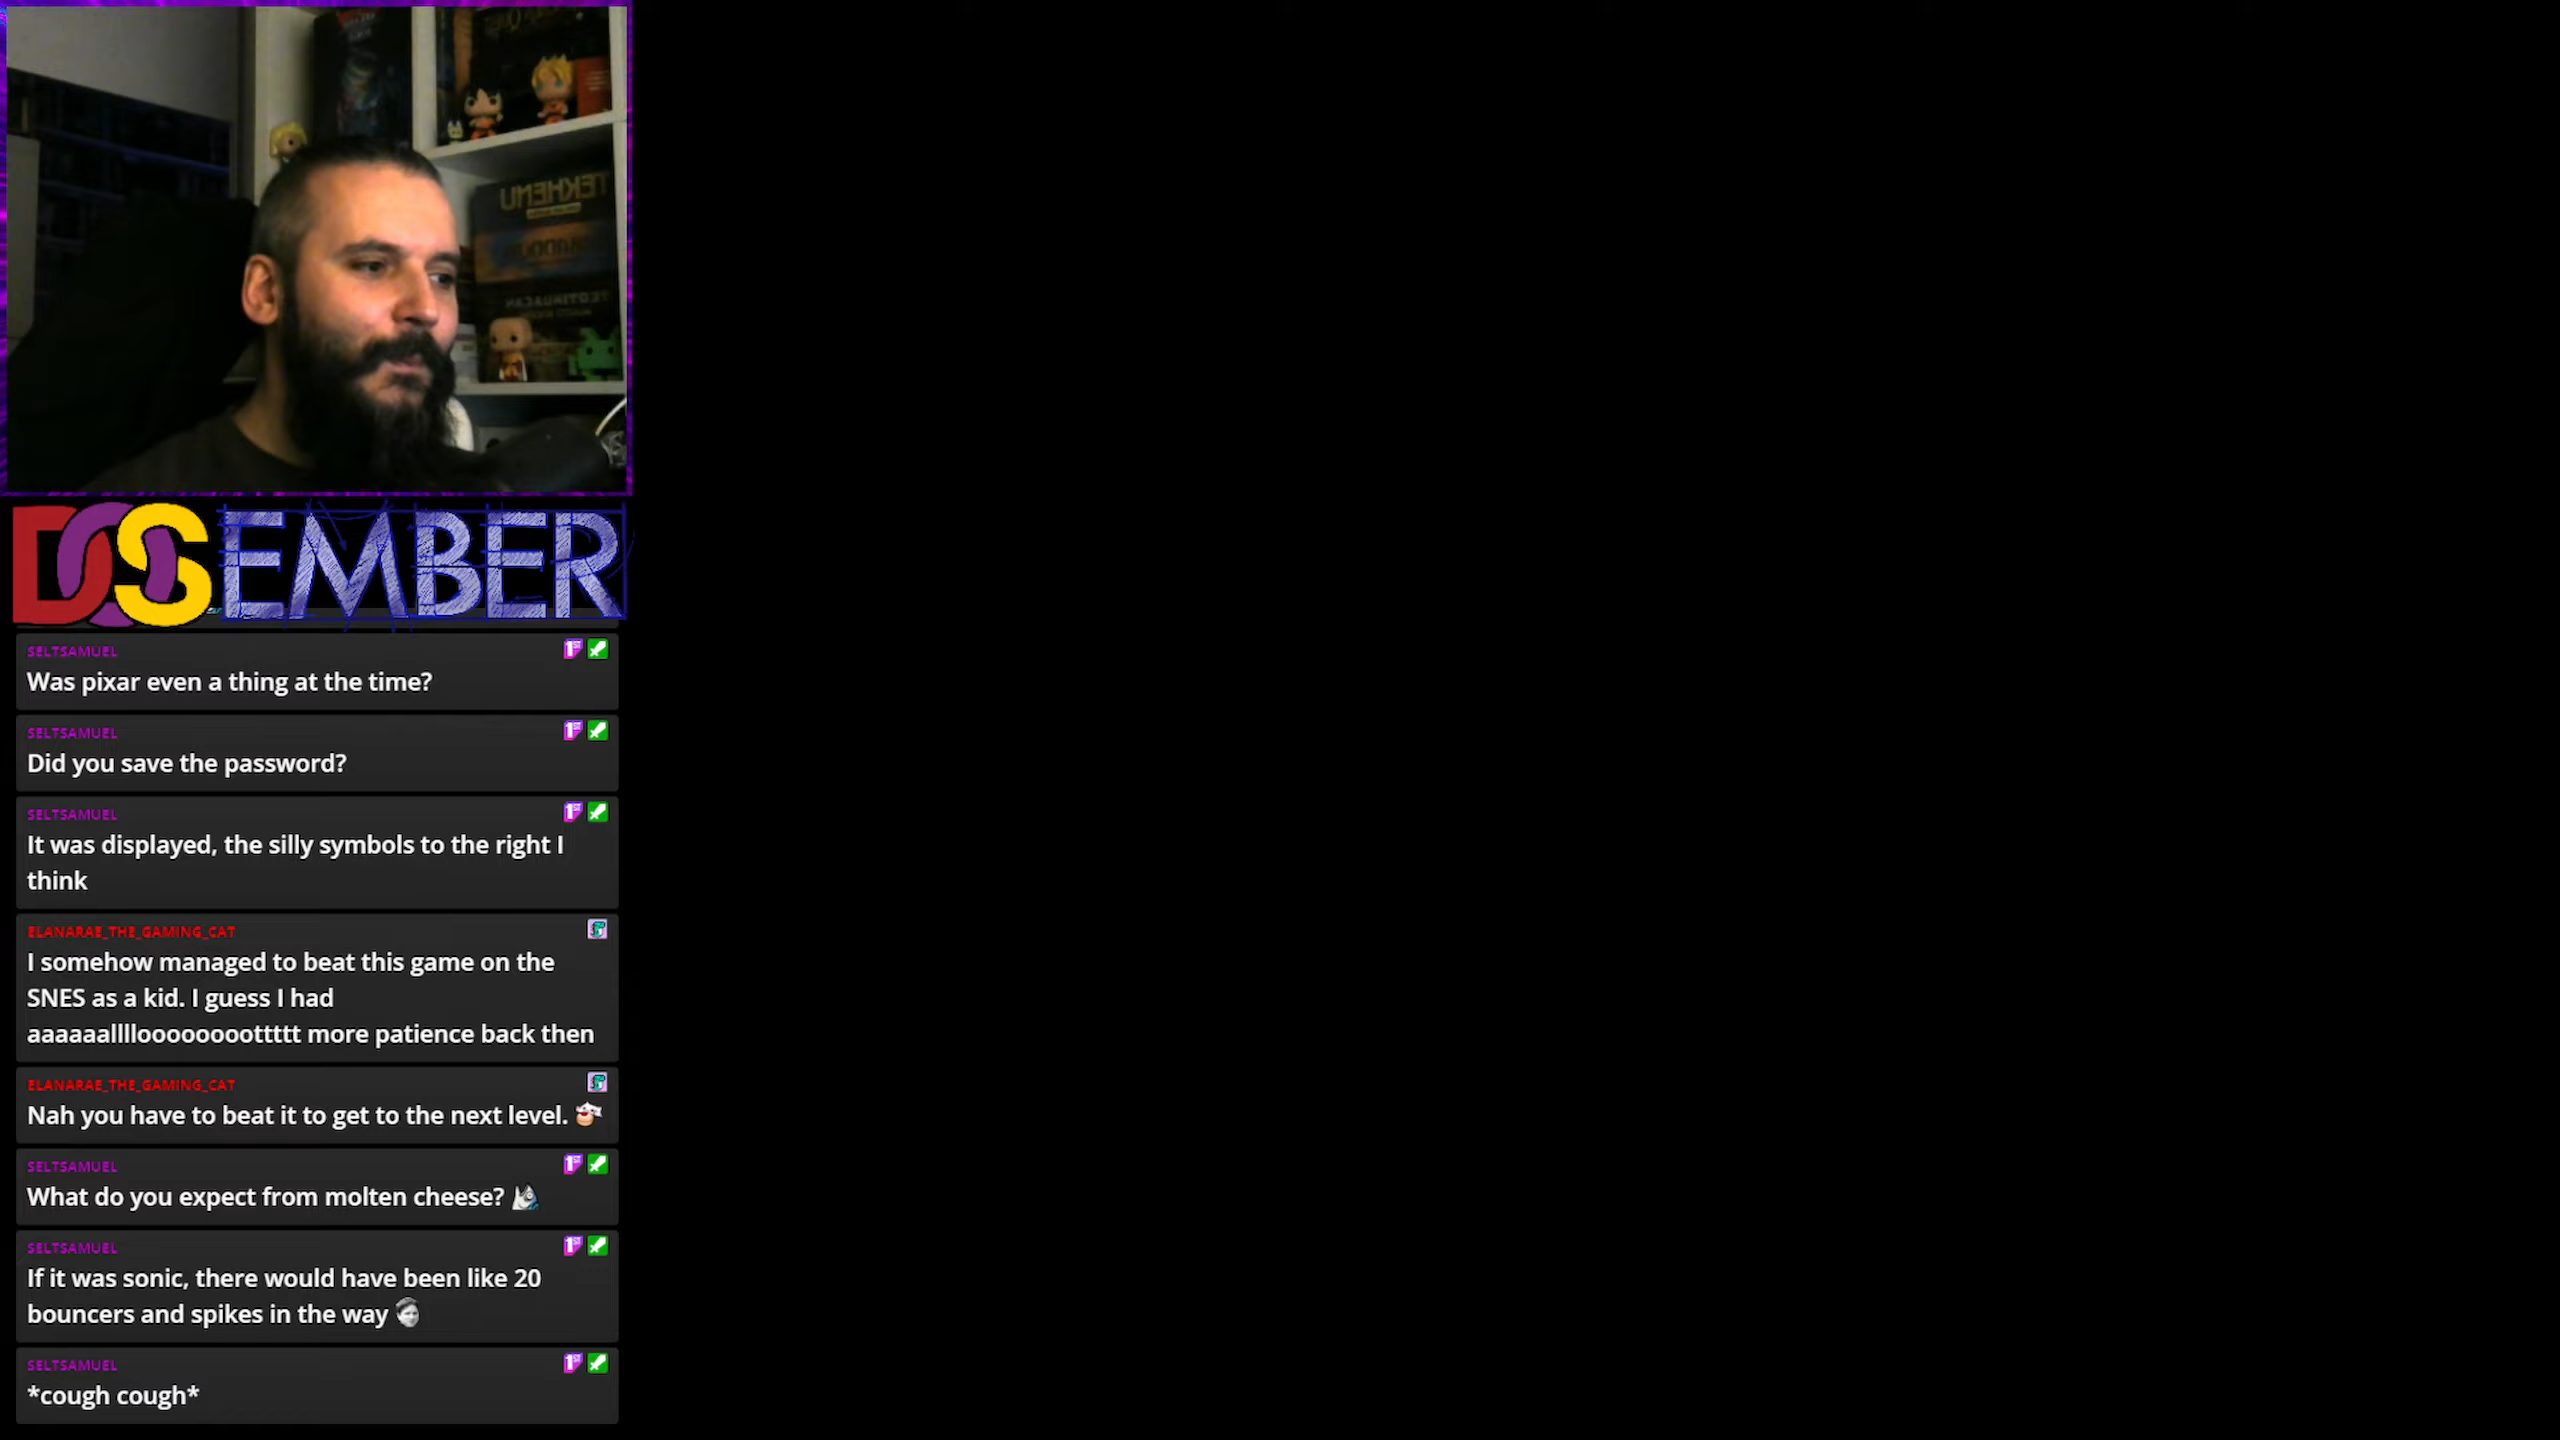 TEKHENU
TEOTIHUACAN
DOSEMBER
SELTSAMUEL
Was pixar even a thing at the time?
SELTSAMUEL
Did you save the password?
SELTSAMUEL
It was displayed, the silly symbols to the right I
think
ELANARAE_THE_GAMING_CAT
I somehow managed to beat this game on the
SNES as a kid. I guess I had
aaaaaalllloooooooottttt more patience back then
ELANARAE_THE_GAMING_CAT
Nah you have to beat it to get to the next level.
SELTSAMUEL
What do you expect from molten cheese?
SELTSAMUEL
If it was sonic, there would have been like 20
bouncers and spikes in the way
SELTSAMUEL
*cough cough*